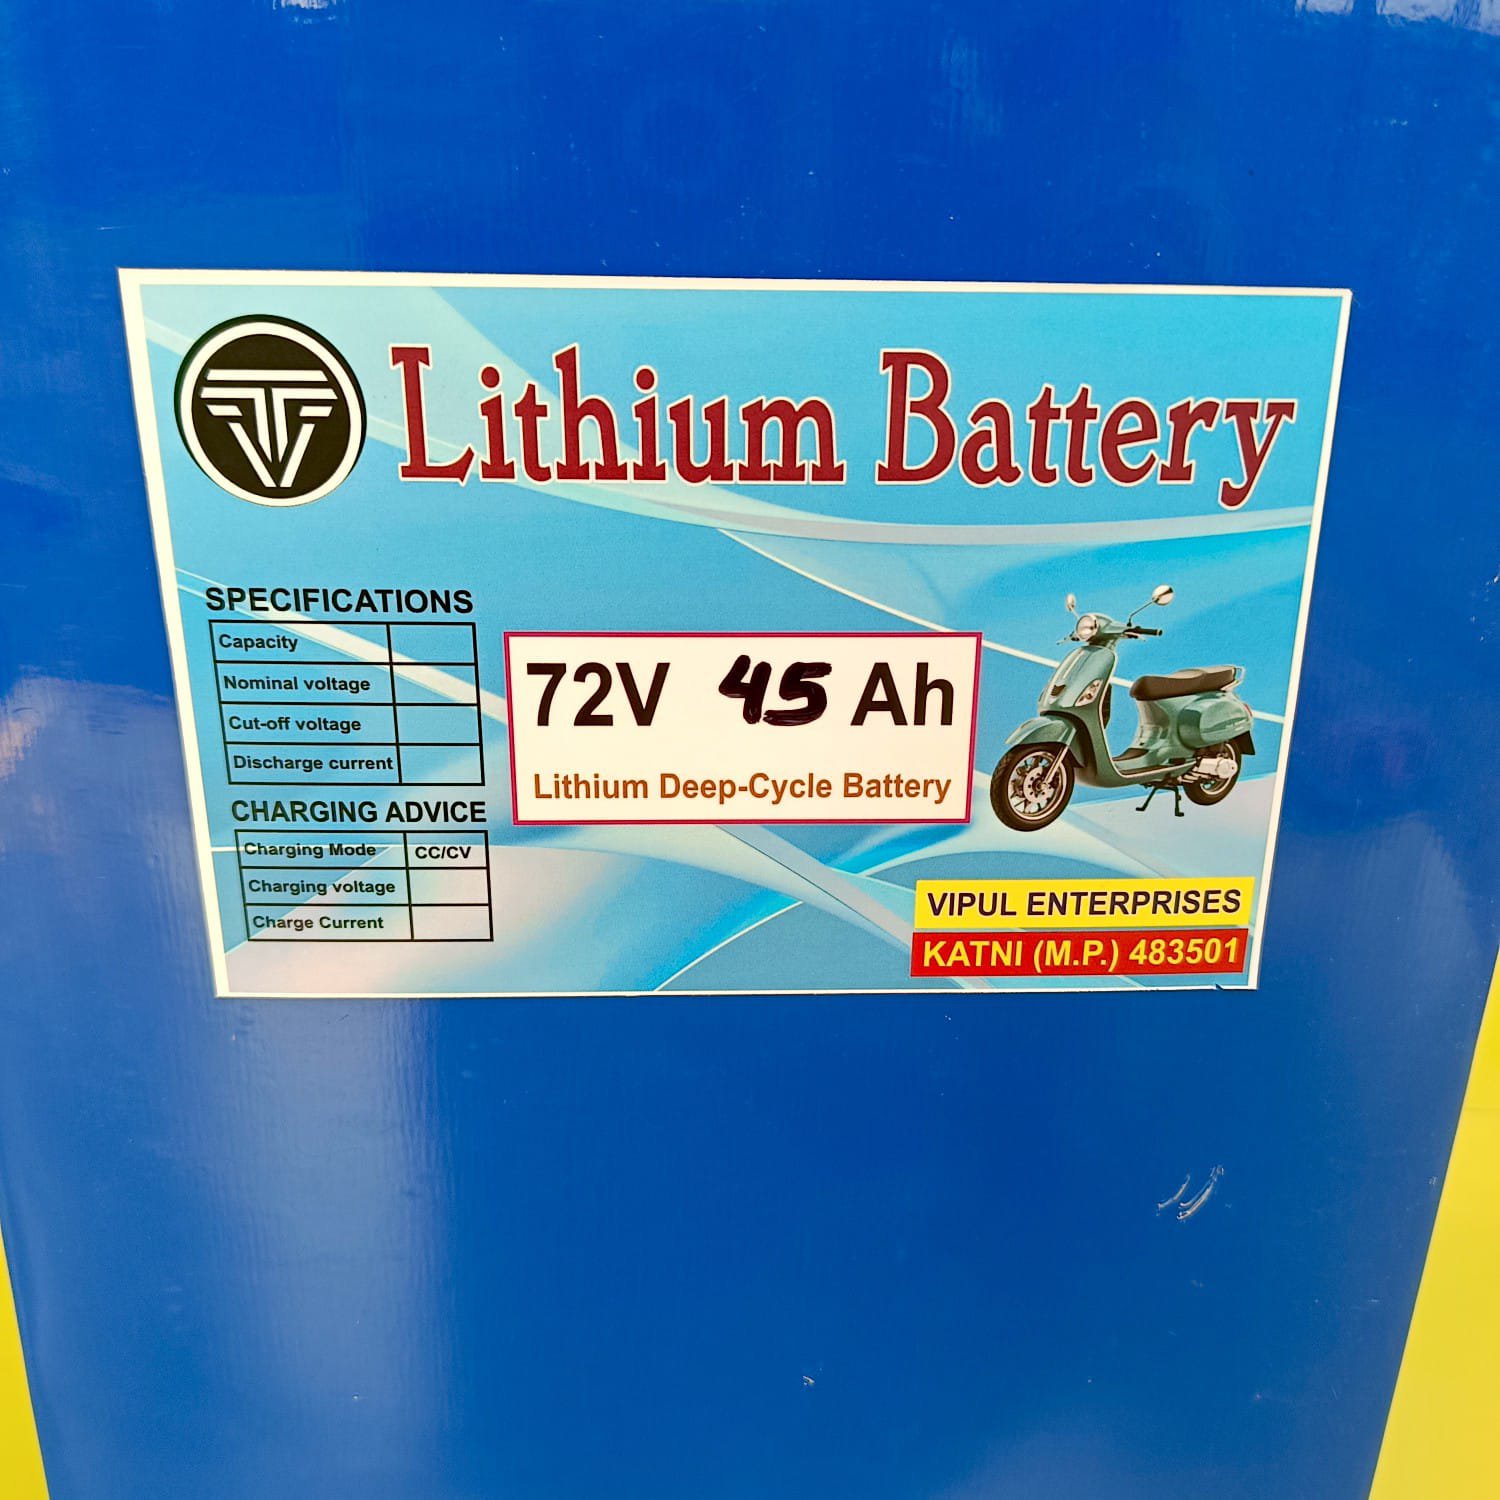 Lithium Battery
SPECIFICATIONS
Capacity
Nominal voltage
Cut-off voltage
Discharge current
CHARGING ADVICE
Charging Mode CC/CV
Charging voltage
Charge Current
72V 45 Ah
Lithium Deep-Cycle Battery
VIPUL ENTERPRISES
KATNI (M.P.) 483501